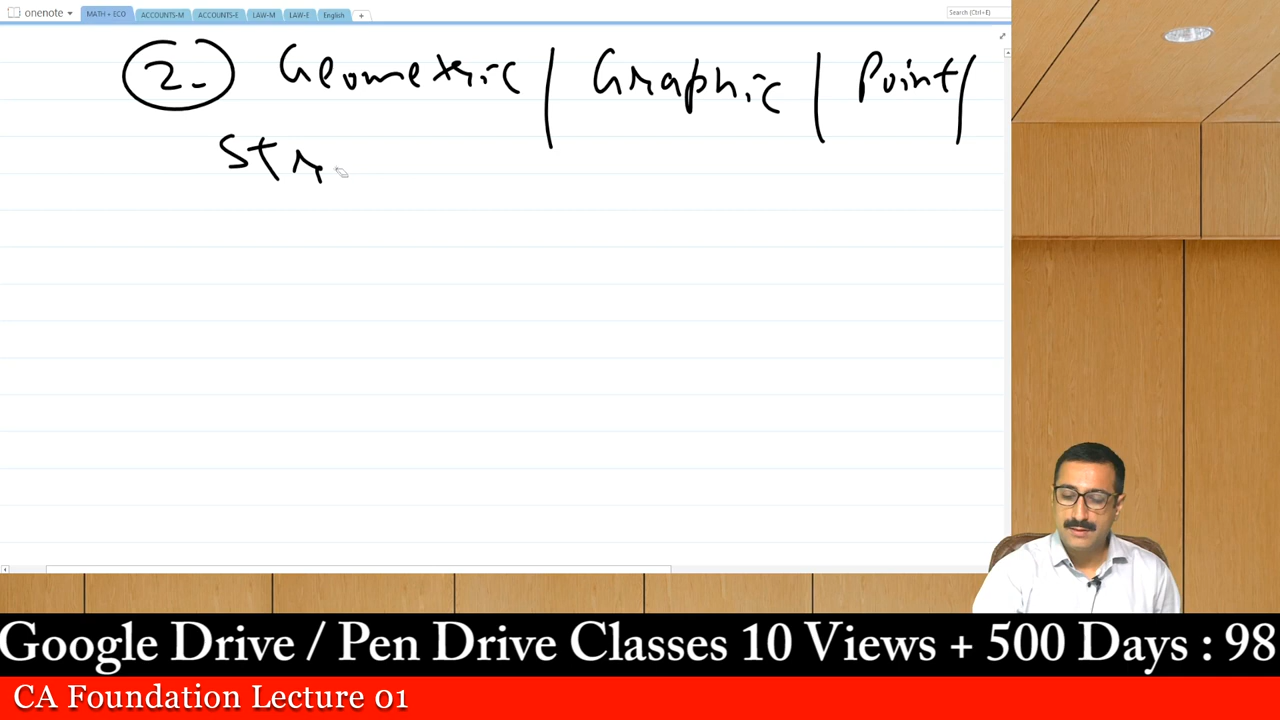 onenote MATH + ECO ACCOUNTS-M ACCOUNTS-E LAW-M LAW-E English + Search (Ctrl+E)
2. Geometric / Graphic / Point /
Str
Google Drive / Pen Drive Classes 10 Views + 500 Days : 98
CA Foundation Lecture 01